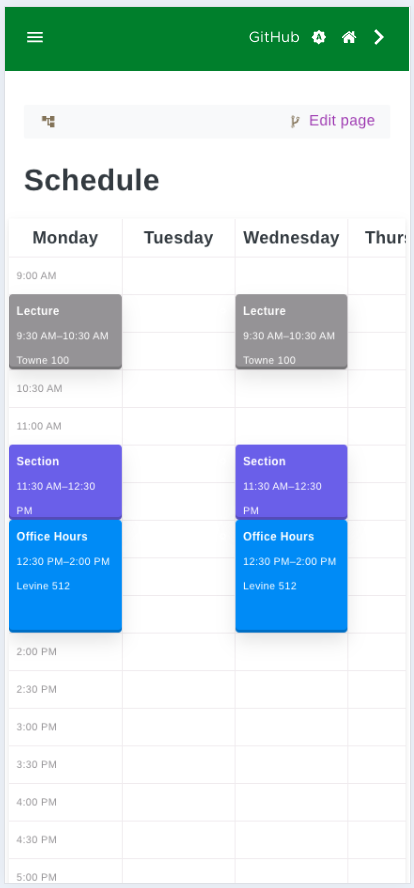 GitHub
Edit page
Schedule
Monday Tuesday Wednesday Thurs
9:00 AM
Lecture
9:30 AM–10:30 AM
Towne 100
Lecture
9:30 AM–10:30 AM
Towne 100
10:30 AM
11:00 AM
Section
11:30 AM–12:30
PM
Section
11:30 AM–12:30
PM
Office Hours
12:30 PM–2:00 PM
Levine 512
Office Hours
12:30 PM–2:00 PM
Levine 512
2:00 PM
2:30 PM
3:00 PM
3:30 PM
4:00 PM
4:30 PM
5:00 PM